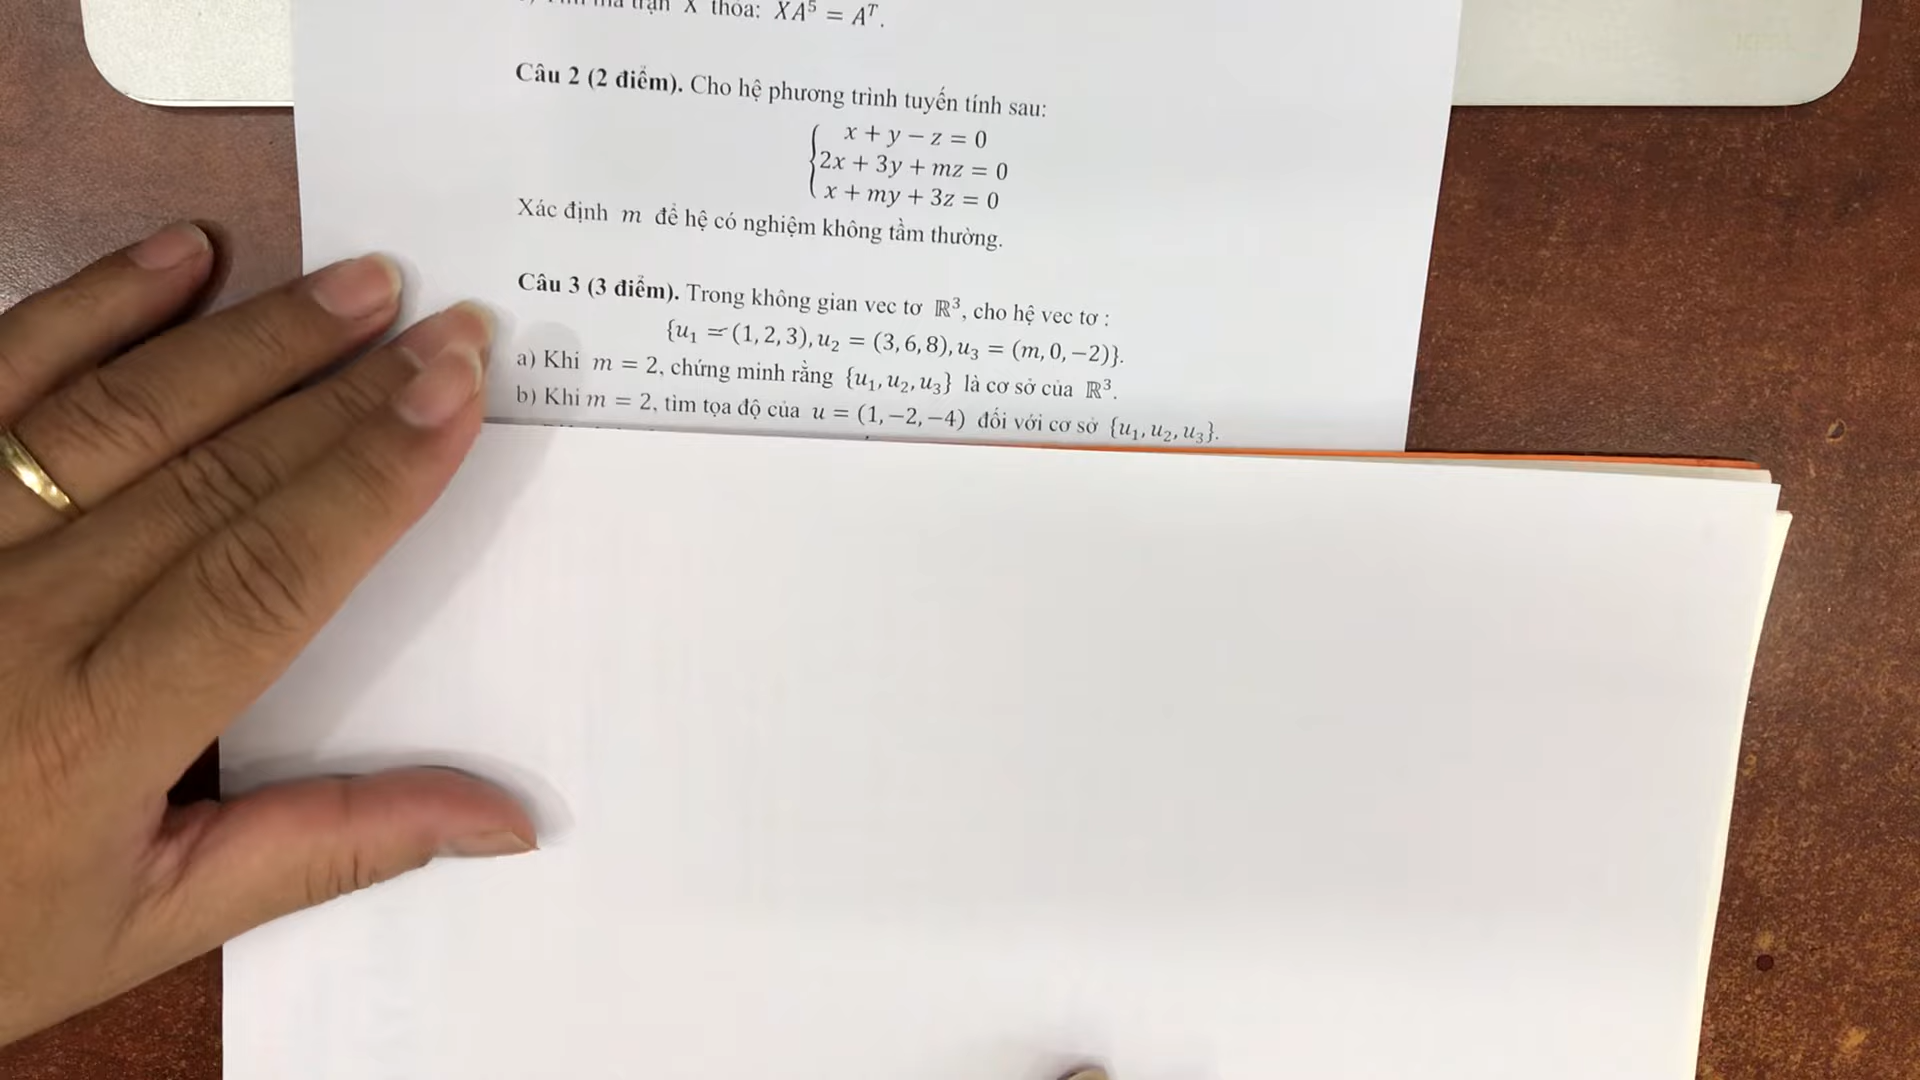 trận X thỏa: XA⁵ = Aᵀ.
Câu 2 (2 điểm). Cho hệ phương trình tuyến tính sau:
x + y − z = 0
2x + 3y + mz = 0
x + my + 3z = 0
Xác định m để hệ có nghiệm không tầm thường.
Câu 3 (3 điểm). Trong không gian vec tơ ℝ³, cho hệ vec tơ :
{u₁ = (1, 2, 3), u₂ = (3, 6, 8), u₃ = (m, 0, −2)}.
a) Khi m = 2, chứng minh rằng {u₁, u₂, u₃} là cơ sở của ℝ³.
b) Khi m = 2, tìm tọa độ của u = (1, −2, −4) đối với cơ sở {u₁, u₂, u₃}.